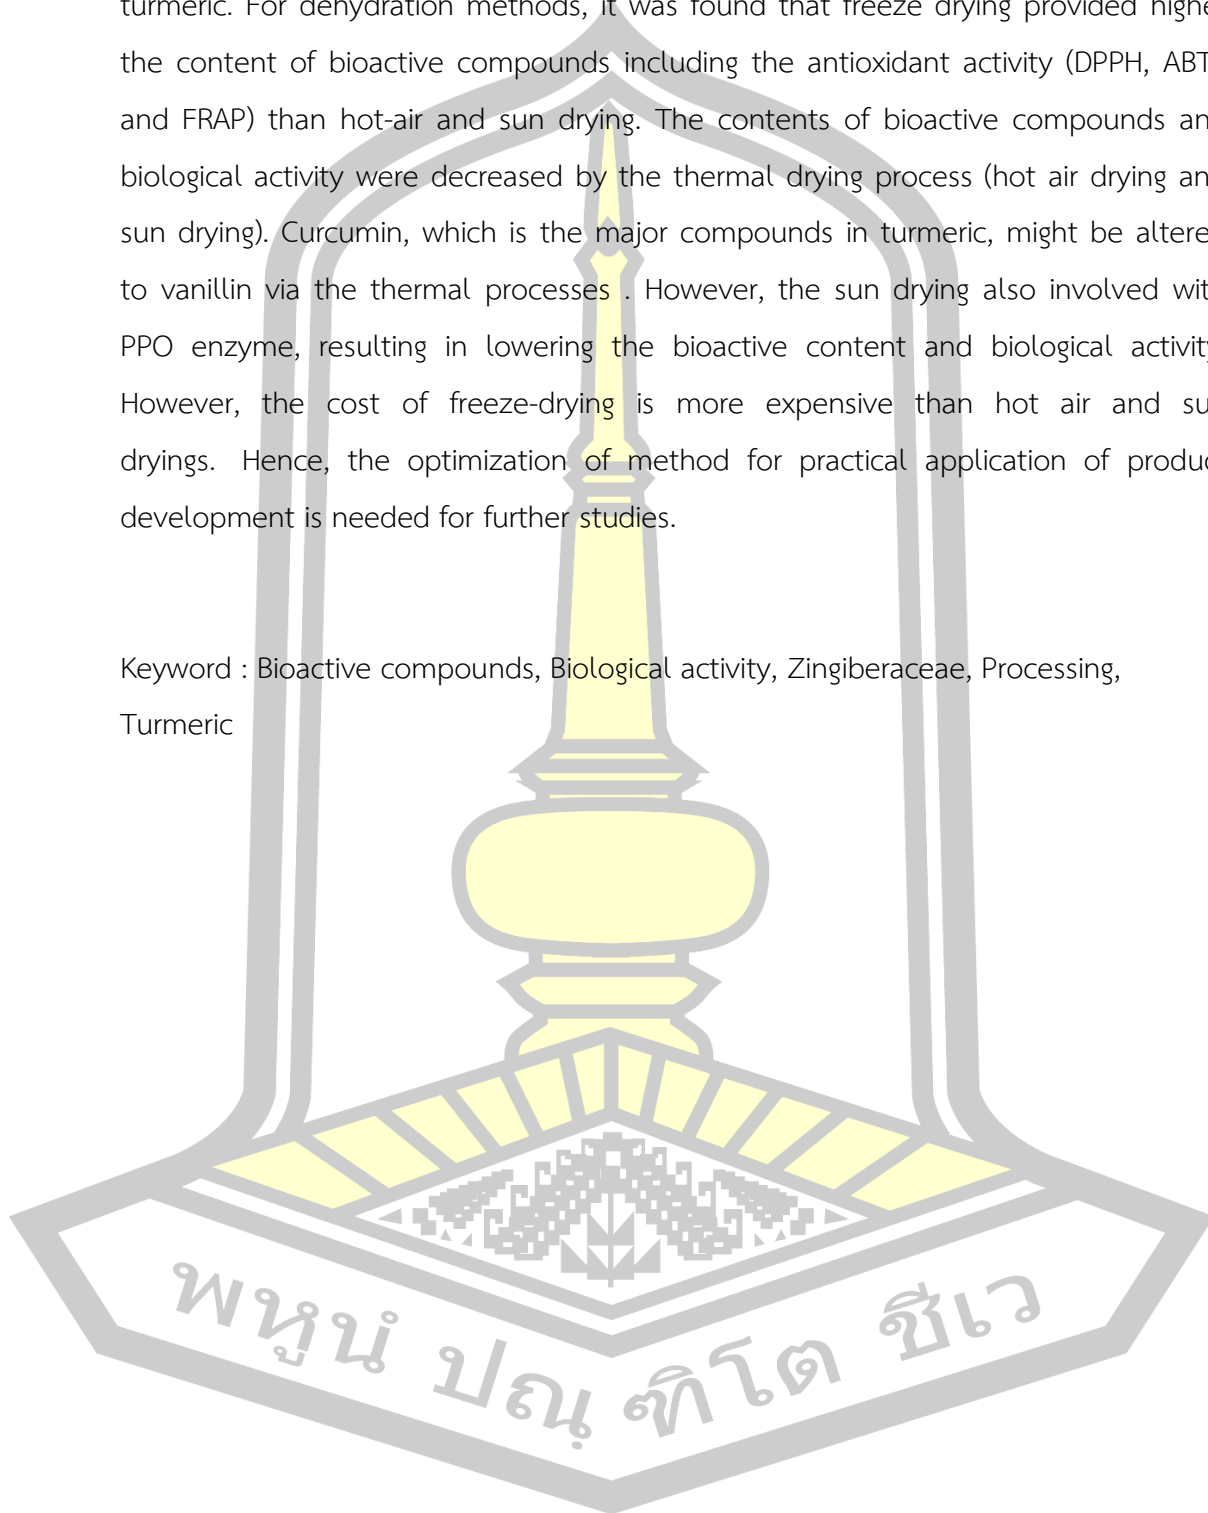 turmeric. For dehydration methods, it was found that freeze drying provided highe
the content of bioactive compounds including the antioxidant activity (DPPH, ABT
and FRAP) than hot-air and sun drying. The contents of bioactive compounds an
biological activity were decreased by the thermal drying process (hot air drying an
sun drying). Curcumin, which is the major compounds in turmeric, might be altere
to vanillin via the thermal processes . However, the sun drying also involved wit
PPO enzyme, resulting in lowering the bioactive content and biological activity
However, the cost of freeze-drying is more expensive than hot air and su
dryings. Hence, the optimization of method for practical application of produc
development is needed for further studies.
Keyword : Bioactive compounds, Biological activity, Zingiberaceae, Processing,
Turmeric
พหูนํ ปณฺฑิโต ชีเว